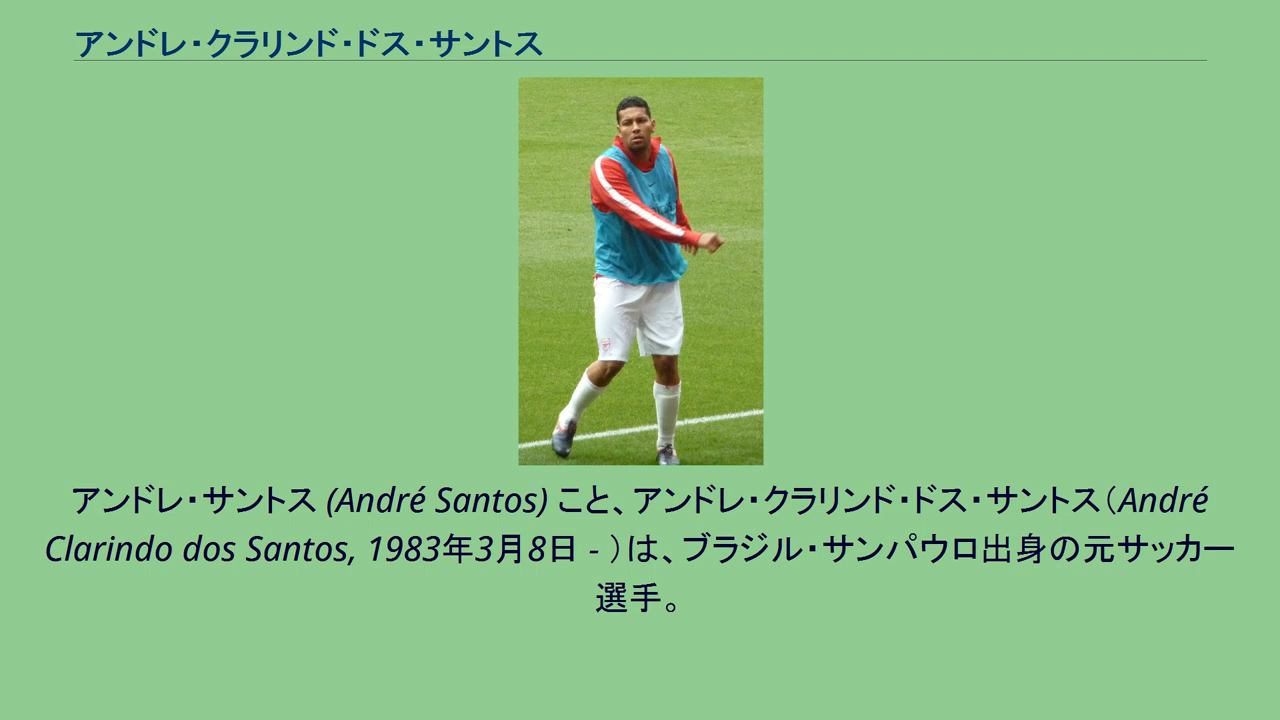 アンドレ・クラリンド・ドス・サントス
アンドレ・サントス (André Santos) こと、アンドレ・クラリンド・ドス・サントス（André
Clarindo dos Santos, 1983年3月8日 - ）は、ブラジル・サンパウロ出身の元サッカー
選手。